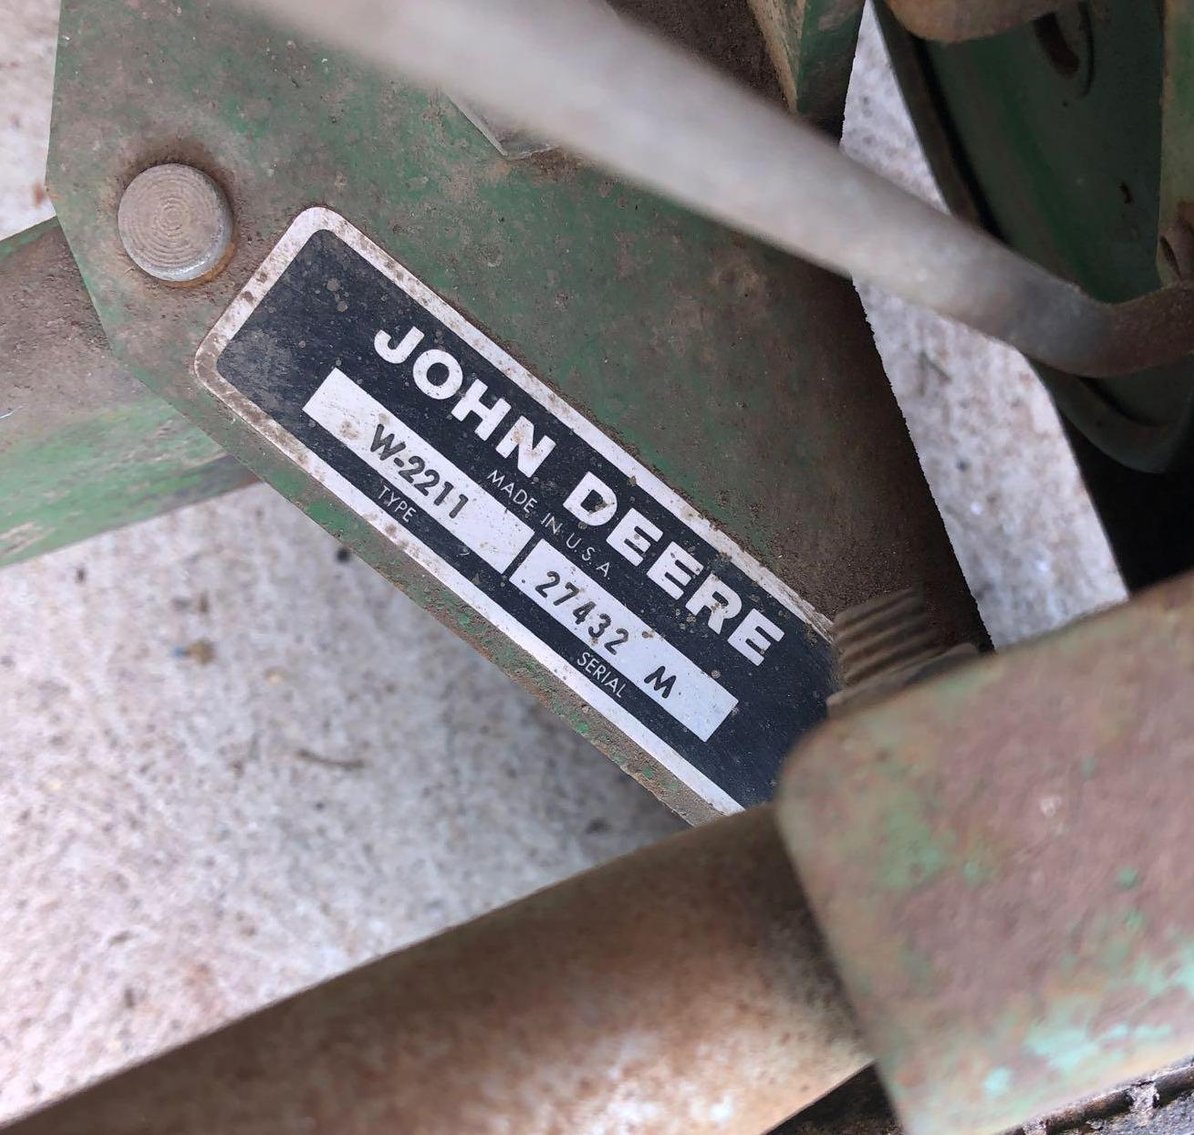 JOHN DEERE
MADE IN U.S.A
W-2211
27432 M
TYPE
SERIAL